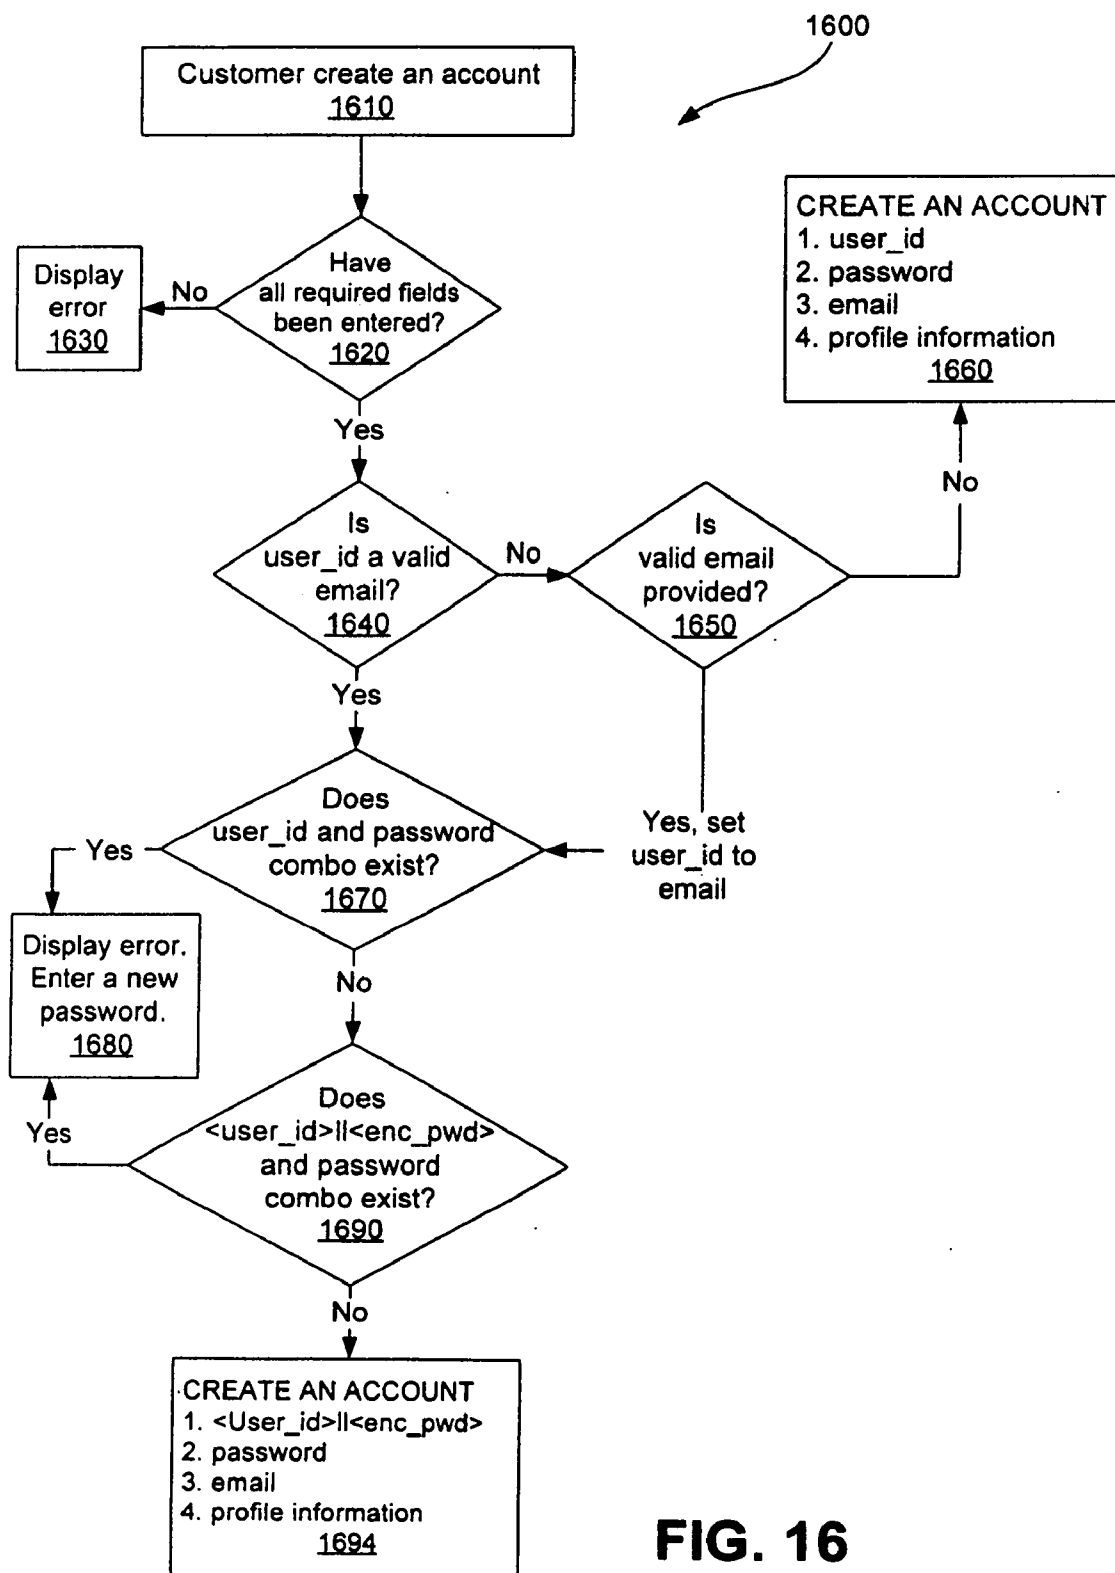 1600
Customer create an account
1610
Have
all required fields
been entered?
1620
No
Display
error
1630
Yes
Is
user_id a valid
email?
1640
No
Is
valid email
provided?
1650
No
CREATE AN ACCOUNT
1. user_id
2. password
3. email
4. profile information
1660
Yes
Yes, set
user_id to
email
Does
user_id and password
combo exist?
1670
Yes
Display error.
Enter a new
password.
1680
No
Does
<user_id>||<enc_pwd>
and password
combo exist?
1690
Yes
No
CREATE AN ACCOUNT
1. <User_id>||<enc_pwd>
2. password
3. email
4. profile information
1694
FIG. 16